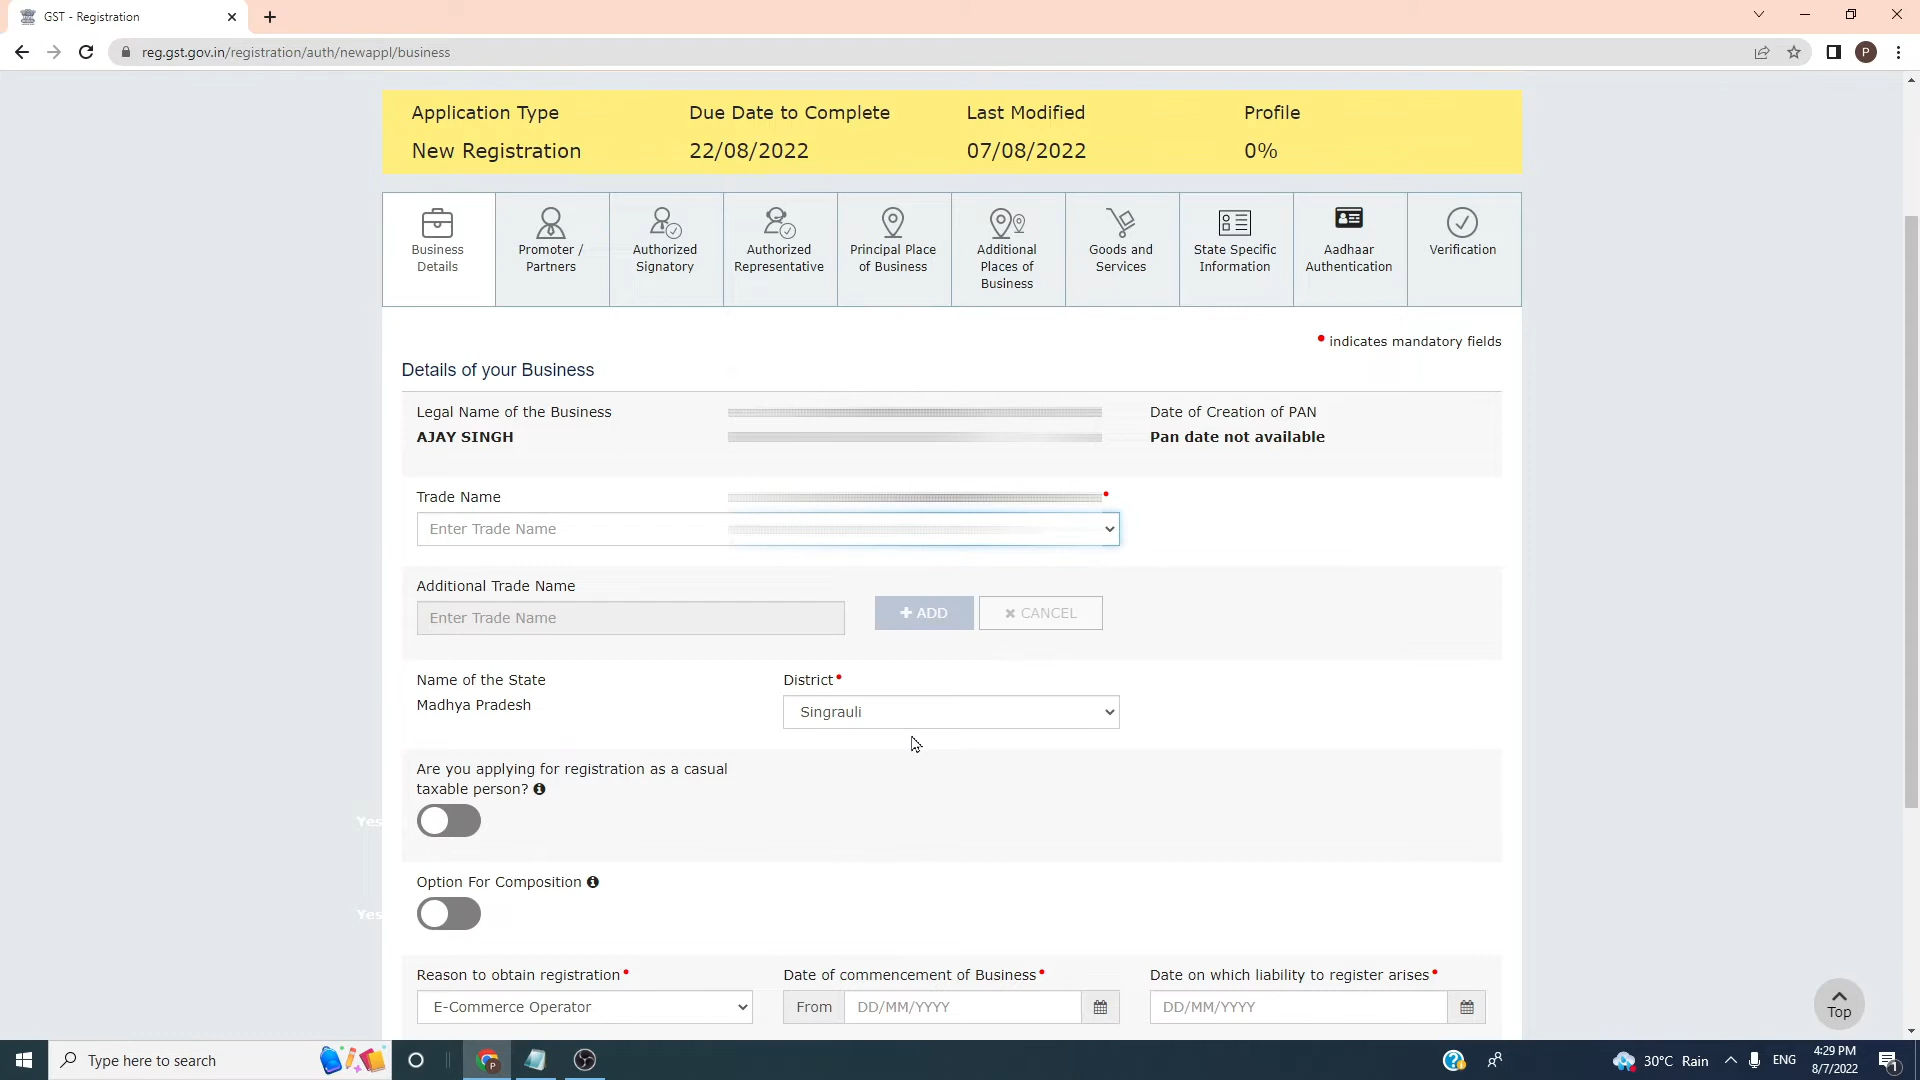 GST - Registration
reg.gst.gov.in/registration/auth/newappl/business
P
Application Type Due Date to Complete Last Modified Profile
New Registration 22/08/2022 07/08/2022 0%
Business Details
Promoter / Partners
Authorized Signatory
Authorized Representative
Principal Place of Business
Additional Places of Business
Goods and Services
State Specific Information
Aadhaar Authentication
Verification
• indicates mandatory fields
Details of your Business
Legal Name of the Business Date of Creation of PAN
AJAY SINGH Pan date not available
Trade Name •
Enter Trade Name
Additional Trade Name
Enter Trade Name + ADD × CANCEL
Name of the State District •
Madhya Pradesh Singrauli
Are you applying for registration as a casual
taxable person?
Yes
Option For Composition
Yes
Reason to obtain registration • Date of commencement of Business • Date on which liability to register arises •
E-Commerce Operator From DD/MM/YYYY DD/MM/YYYY
Top
Type here to search 30°C Rain ENG 4:29 PM
8/7/2022
1